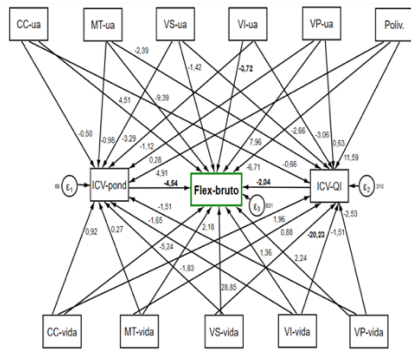 CC-ua MT-ua VS-ua VI-ua VP-ua Poliv.
-2,39 -1,42 -3,72
4,51 -9,39 7,96 -2,66 -3,06 0,63
-0,50 -0,98 -3,29 -1,12 0,28 4,91 -6,71 -0,66 11,59
ε1 ICV-pond -4,54 Flex-bruto -2,04 ICV-QI ε2
ε3
0,92 0,27 -1,51 -1,65 -5,24 -1,83 2,18 1,96 0,88 -20,23 -2,53 -1,51
28,85 1,36 2,24
CC-vida MT-vida VS-vida VI-vida VP-vida